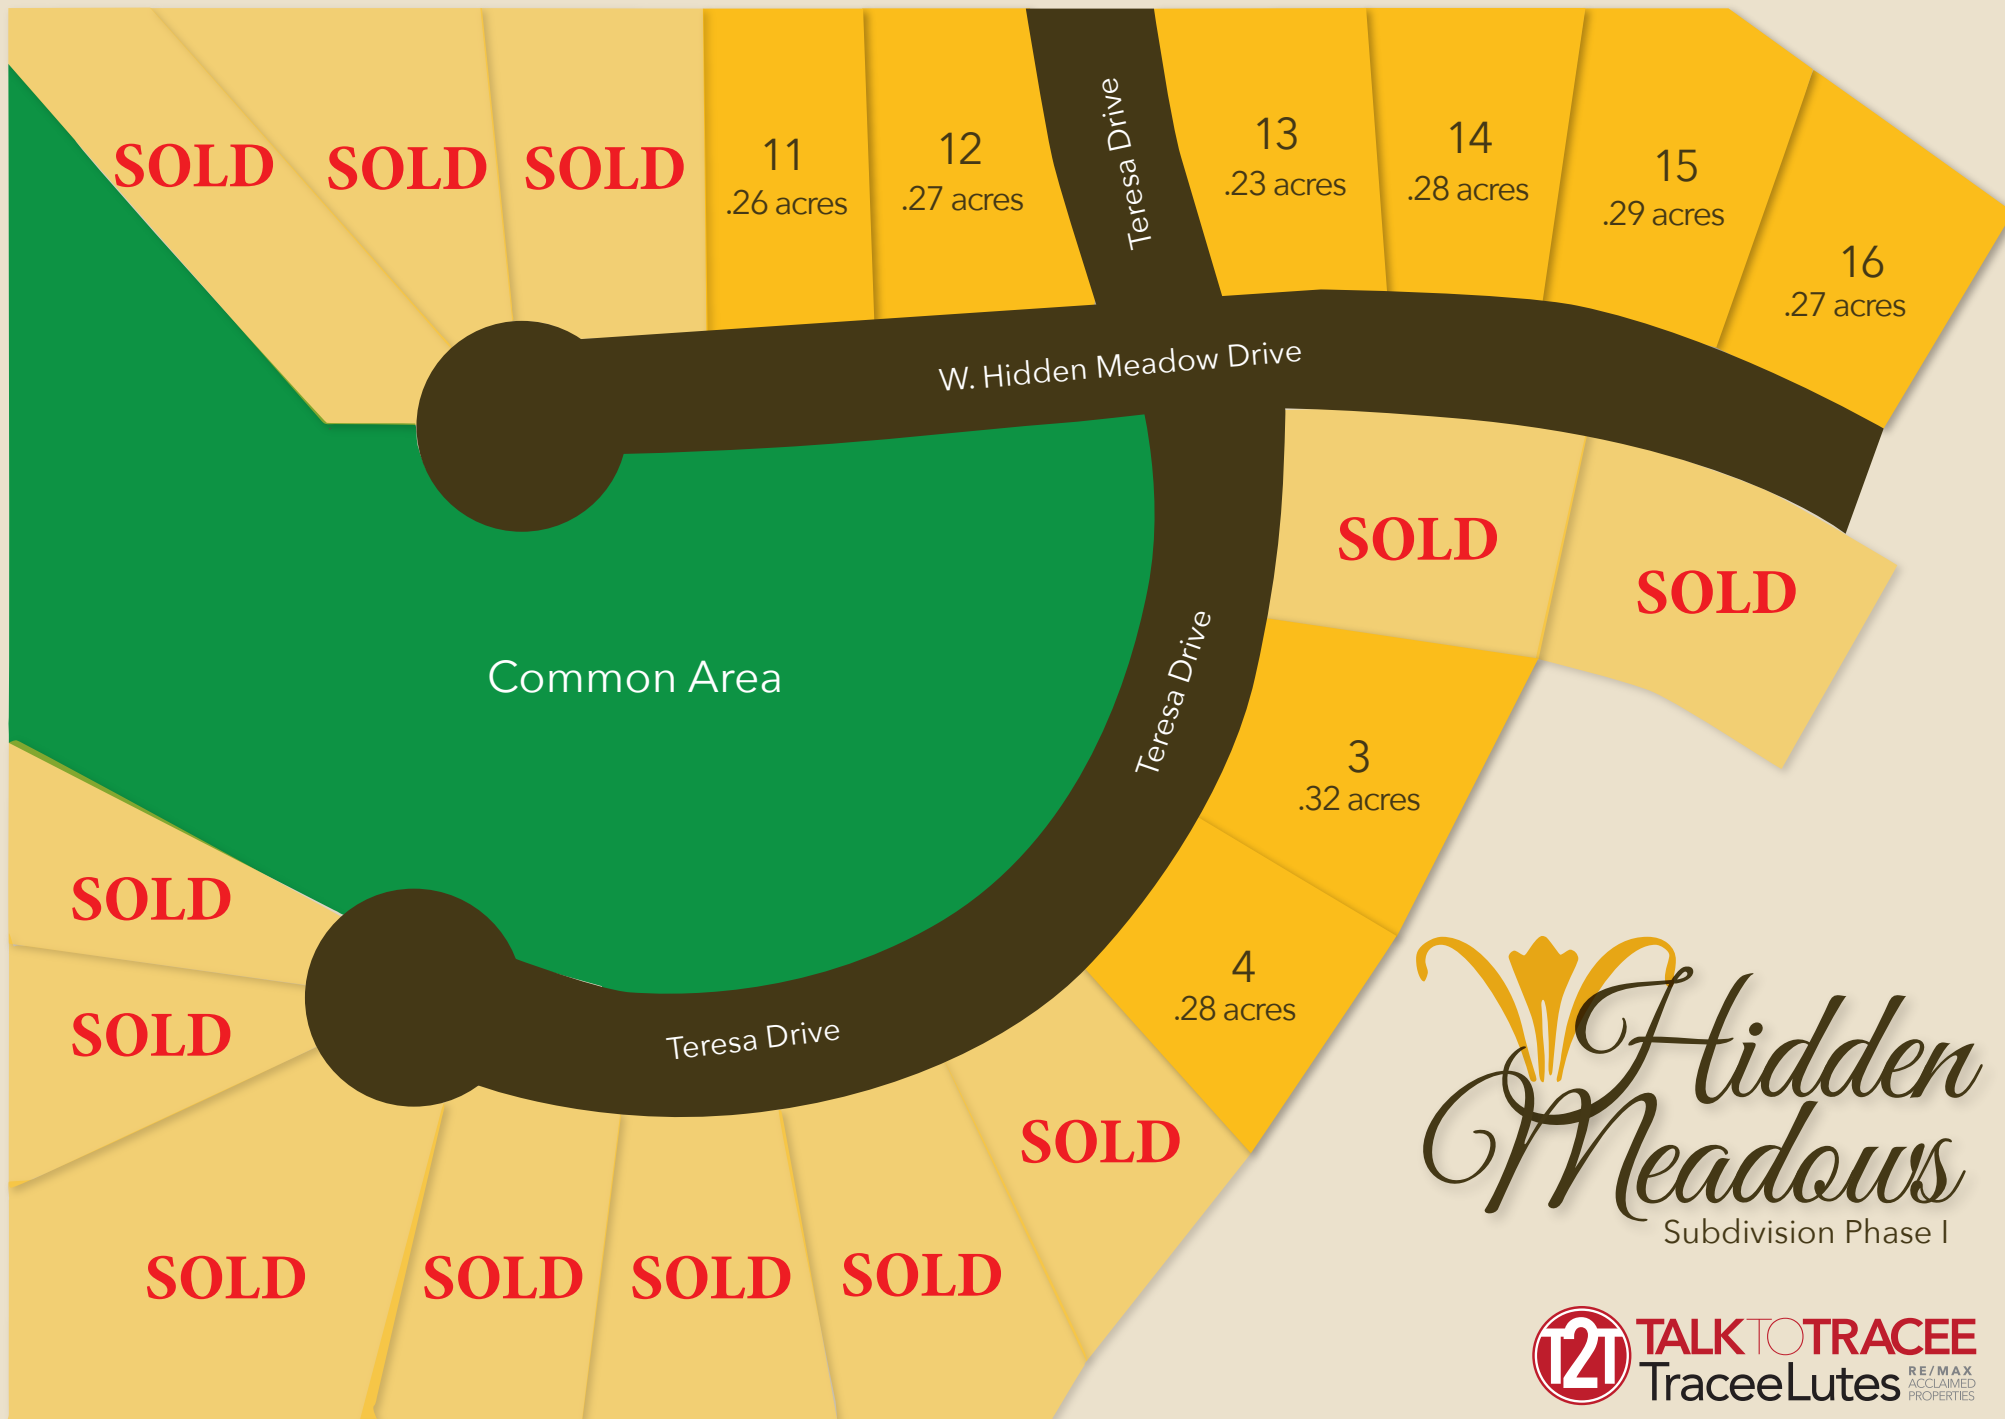 SOLD
SOLD
SOLD
11
.26 acres
12
.27 acres
Teresa Drive
13
.23 acres
14
.28 acres
15
.29 acres
16
.27 acres
W. Hidden Meadow Drive
SOLD
SOLD
Common Area
Teresa Drive
3
.32 acres
4
.28 acres
SOLD
SOLD
Teresa Drive
SOLD
SOLD
SOLD
SOLD
SOLD
Hidden
Meadows
Subdivision Phase I
T2T
TALKTOTRACEE
TraceeLutes
RE/MAX
ACCLAIMED
PROPERTIES